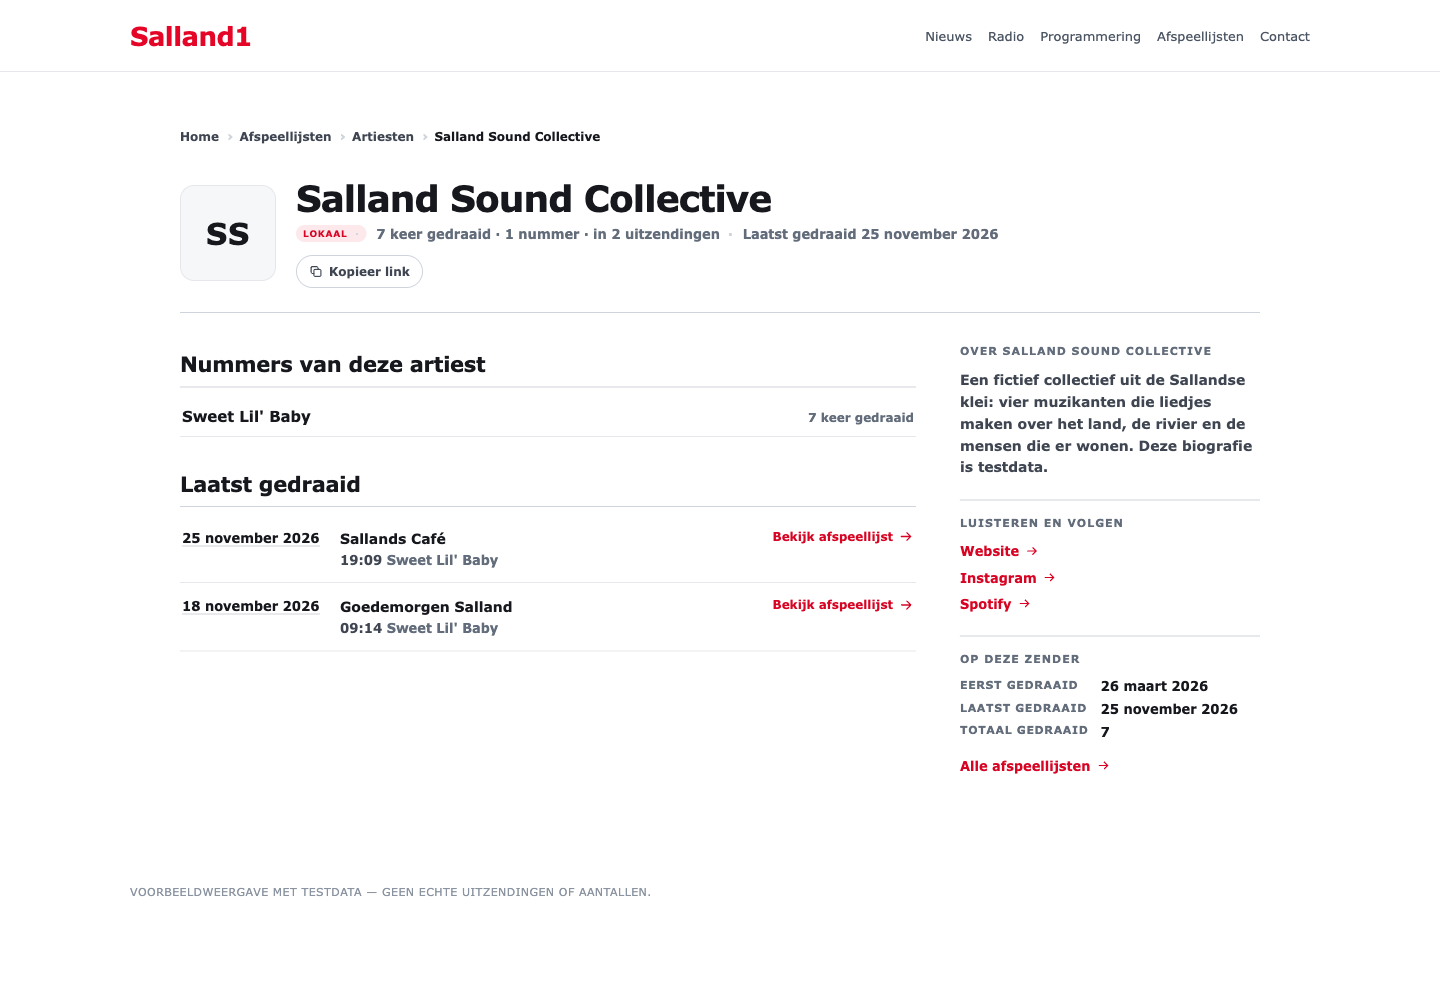 Salland1
Nieuws Radio Programmering Afspeellijsten Contact
Home › Afspeellijsten › Artiesten › Salland Sound Collective
SS
Salland Sound Collective
LOKAAL · 7 keer gedraaid · 1 nummer · in 2 uitzendingen · Laatst gedraaid 25 november 2026
Kopieer link
Nummers van deze artiest
Sweet Lil' Baby 7 keer gedraaid
Laatst gedraaid
25 november 2026 Sallands Café Bekijk afspeellijst →
19:09 Sweet Lil' Baby
18 november 2026 Goedemorgen Salland Bekijk afspeellijst →
09:14 Sweet Lil' Baby
OVER SALLAND SOUND COLLECTIVE
Een fictief collectief uit de Sallandse
klei: vier muzikanten die liedjes
maken over het land, de rivier en de
mensen die er wonen. Deze biografie
is testdata.
LUISTEREN EN VOLGEN
Website →
Instagram →
Spotify →
OP DEZE ZENDER
EERST GEDRAAID 26 maart 2026
LAATST GEDRAAID 25 november 2026
TOTAAL GEDRAAID 7
Alle afspeellijsten →
VOORBEELDWEERGAVE MET TESTDATA — GEEN ECHTE UITZENDINGEN OF AANTALLEN.